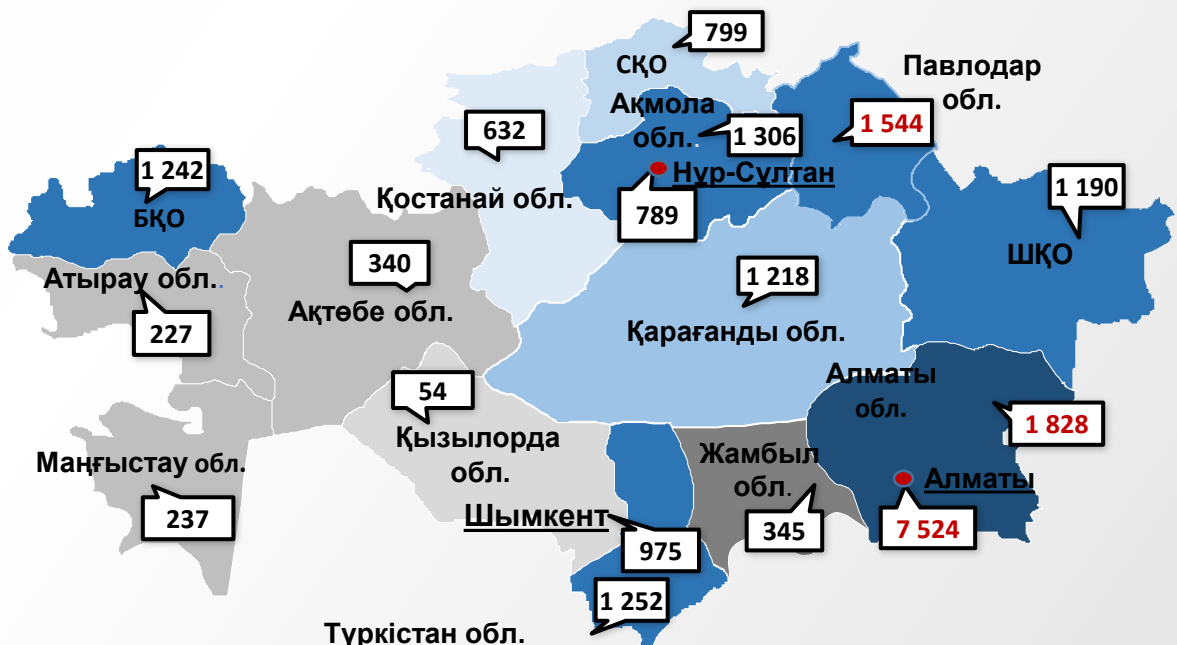 799
СҚО
Павлодар
обл.
Ақмола
обл..
632
1 306
1 544
1 242
Нұр-Сұлтан
1 190
Қостанай обл.
789
БҚО
ШҚО
Атырау обл..
340
1 218
Ақтөбе обл.
227
Қарағанды обл.
Алматы
обл.
54
1 828
Қызылорда
обл.
Маңғыстау обл.
Жамбыл
обл.
Алматы
237
Шымкент
345
7 524
975
1 252
Түркістан обл.